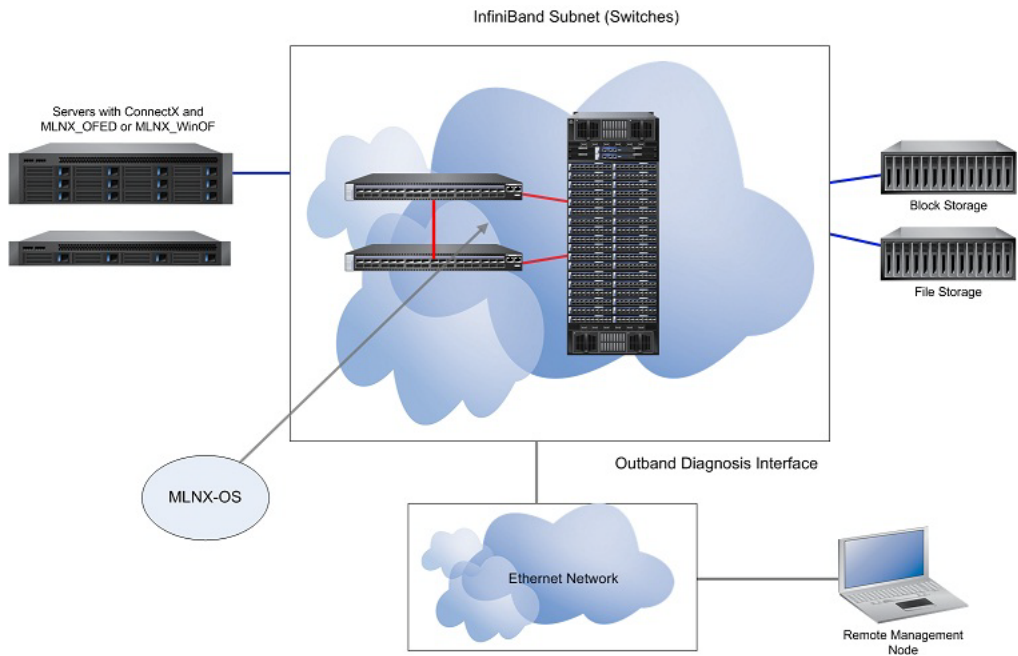 InfiniBand Subnet (Switches)
Servers with ConnectX and
MLNX_OFED or MLNX_WinOF
Block Storage
File Storage
Outband Diagnosis Interface
MLNX-OS
Ethernet Network
Remote Management
Node